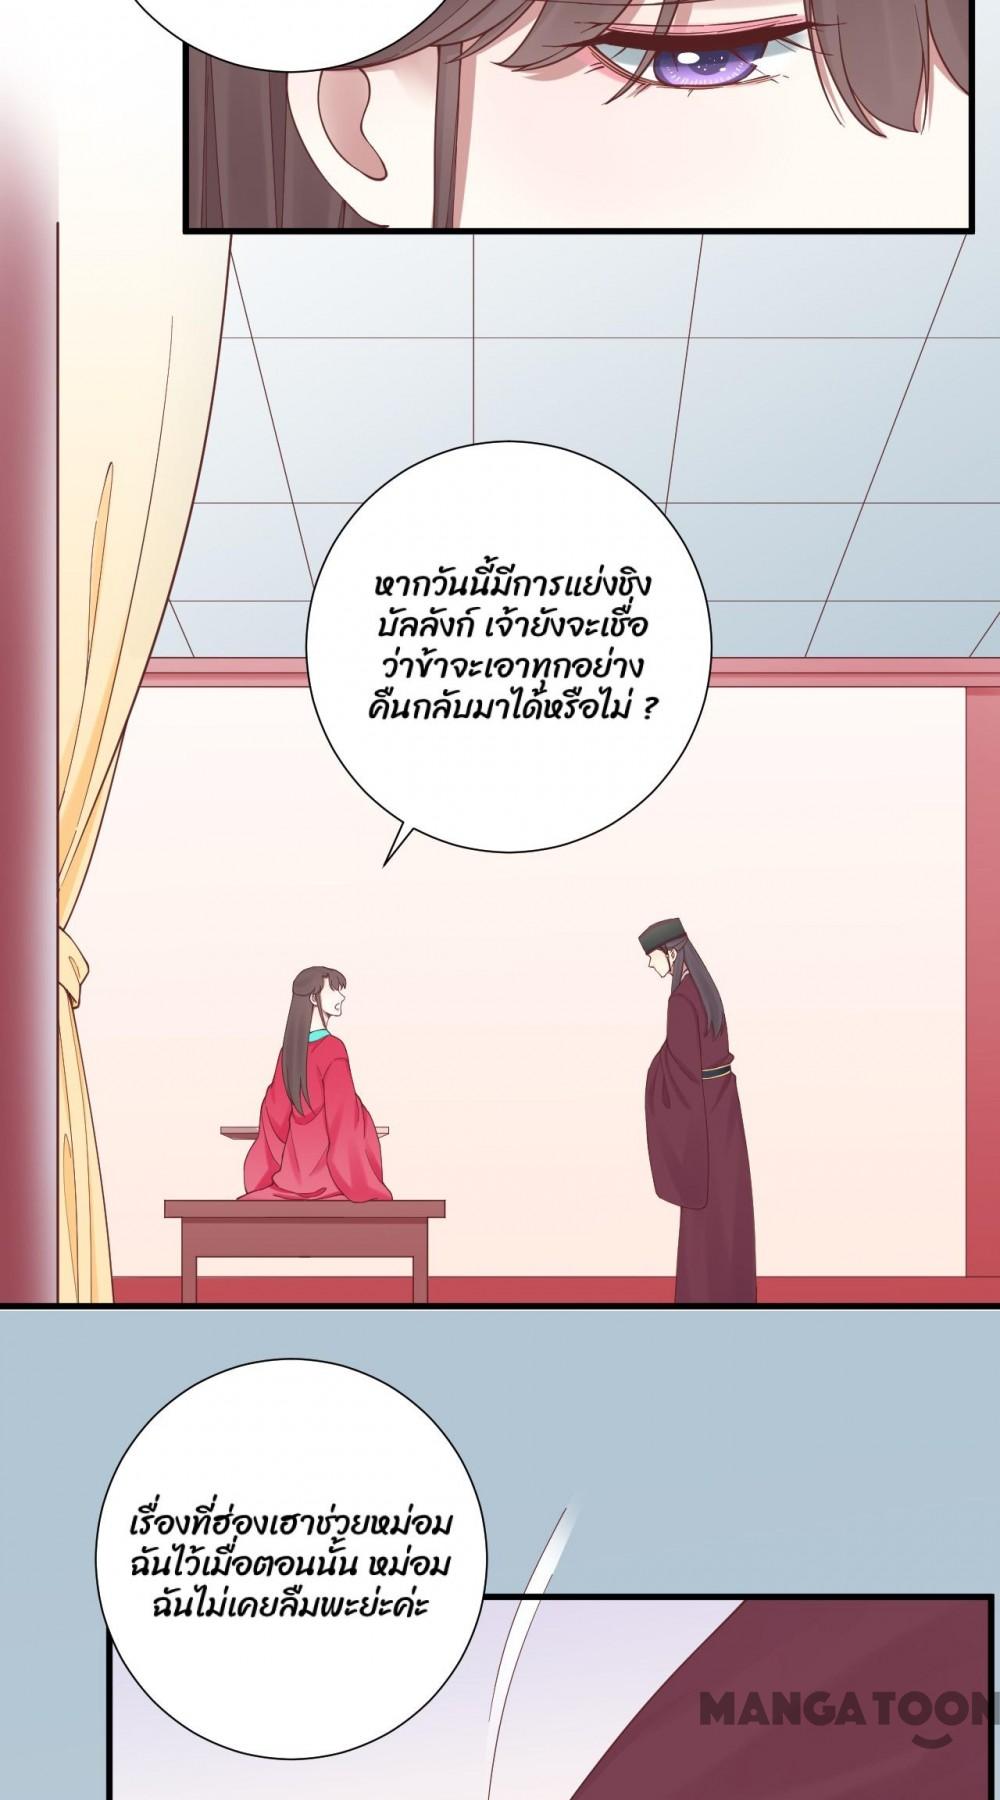 หากวันนี้มีการแย่งชิง
บัลลังก์ เจ้ายังจะเชื่อ
ว่าข้าจะเอาทุกอย่าง
คืนกลับมาได้หรือไม่ ?
เรื่องที่ฮ่องเฮาช่วยหม่อม
ฉันไว้เมื่อตอนนั้น หม่อม
ฉันไม่เคยลืมพะย่ะค่ะ
MANGATOON